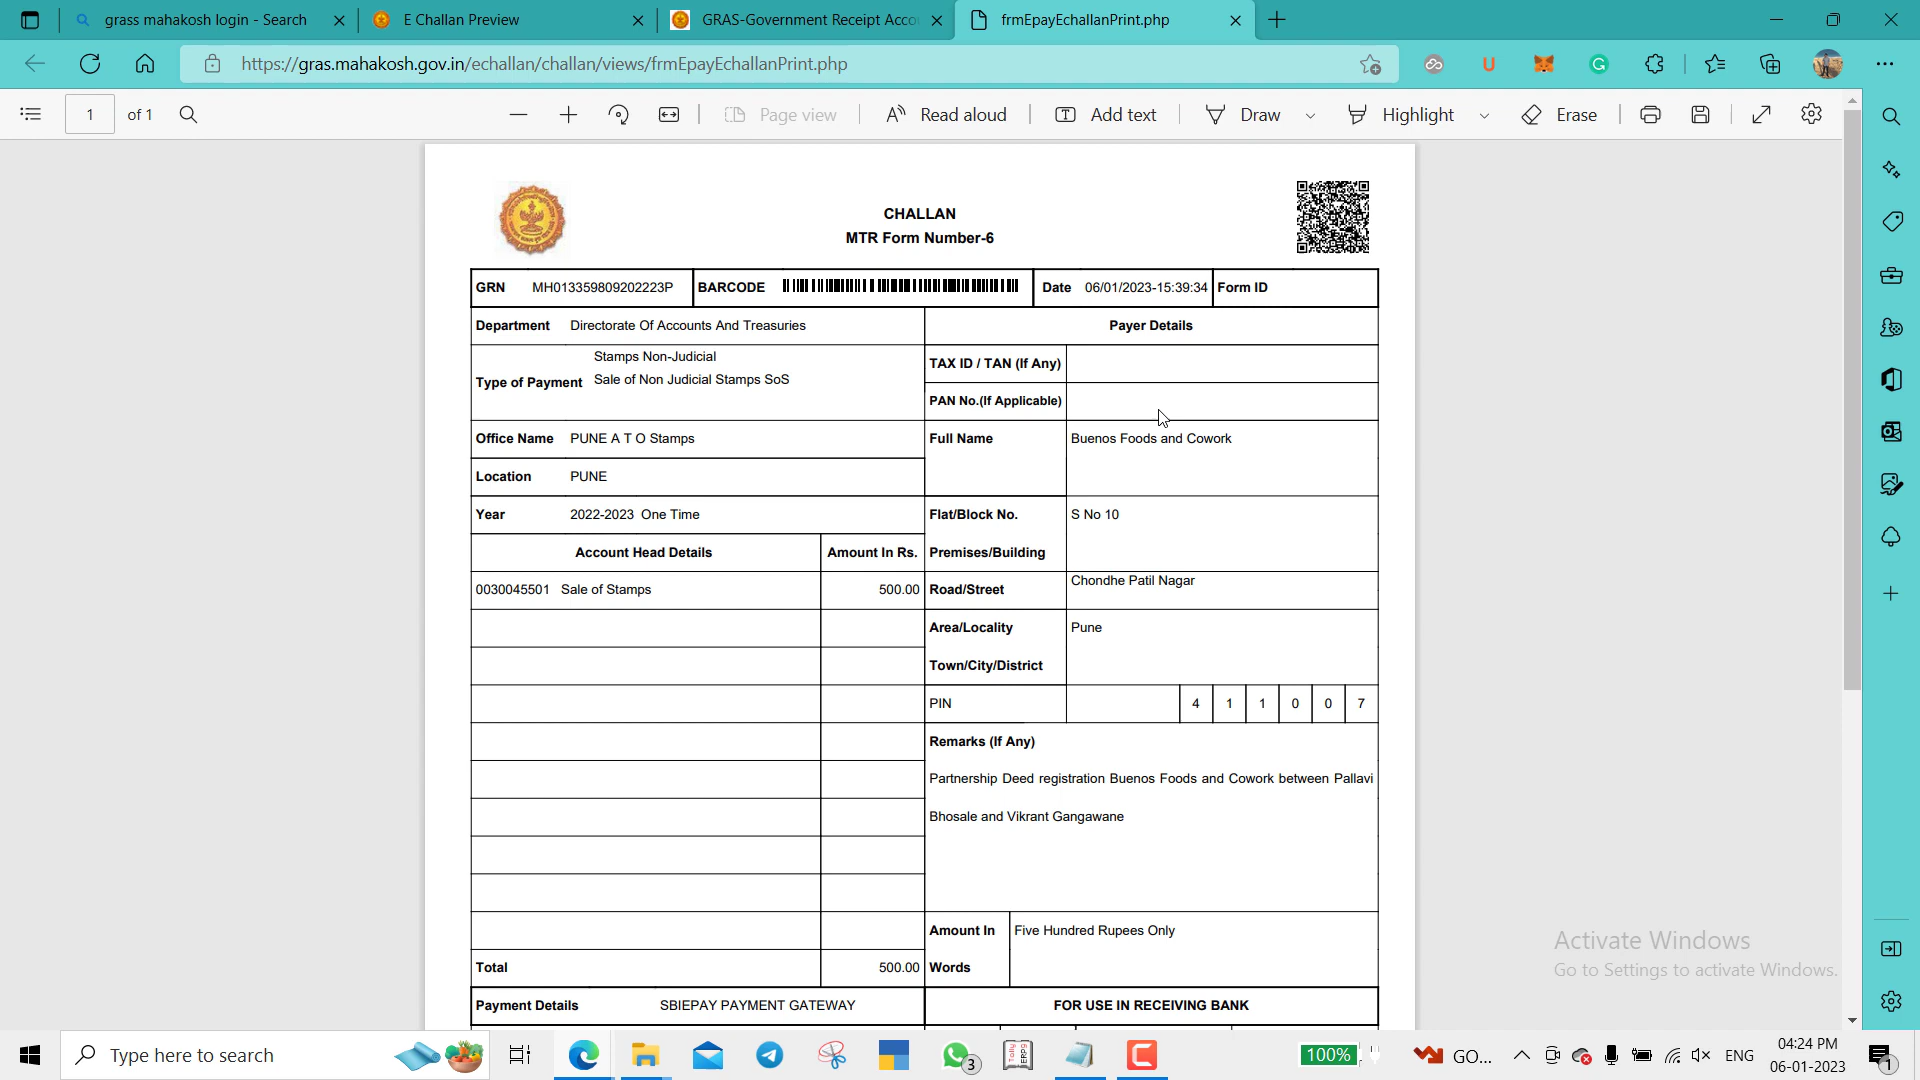 grass mahakosh login - Search
E Challan Preview
GRAS-Government Receipt Acco
frmEpayEchallanPrint.php
https://gras.mahakosh.gov.in/echallan/challan/views/frmEpayEchallanPrint.php
1 of 1
Page view
Read aloud
Add text
Draw
Highlight
Erase
CHALLAN
MTR Form Number-6
GRN MH013359809202223P BARCODE Date 06/01/2023-15:39:34 Form ID
Department Directorate Of Accounts And Treasuries
Payer Details
Type of Payment
Stamps Non-Judicial
Sale of Non Judicial Stamps SoS
TAX ID / TAN (If Any)
PAN No.(If Applicable)
Office Name PUNE A T O Stamps
Full Name Buenos Foods and Cowork
Location PUNE
Year 2022-2023 One Time
Flat/Block No. S No 10
Account Head Details Amount In Rs.
Premises/Building
0030045501 Sale of Stamps 500.00
Road/Street Chondhe Patil Nagar
Area/Locality Pune
Town/City/District
PIN 4 1 1 0 0 7
Remarks (If Any)
Partnership Deed registration Buenos Foods and Cowork between Pallavi
Bhosale and Vikrant Gangawane
Amount In Five Hundred Rupees Only
Total 500.00 Words
Payment Details SBIEPAY PAYMENT GATEWAY
FOR USE IN RECEIVING BANK
Activate Windows
Go to Settings to activate Windows.
Type here to search
3
Tally
ERP9
100%
GO...
ENG
04:24 PM
06-01-2023
1